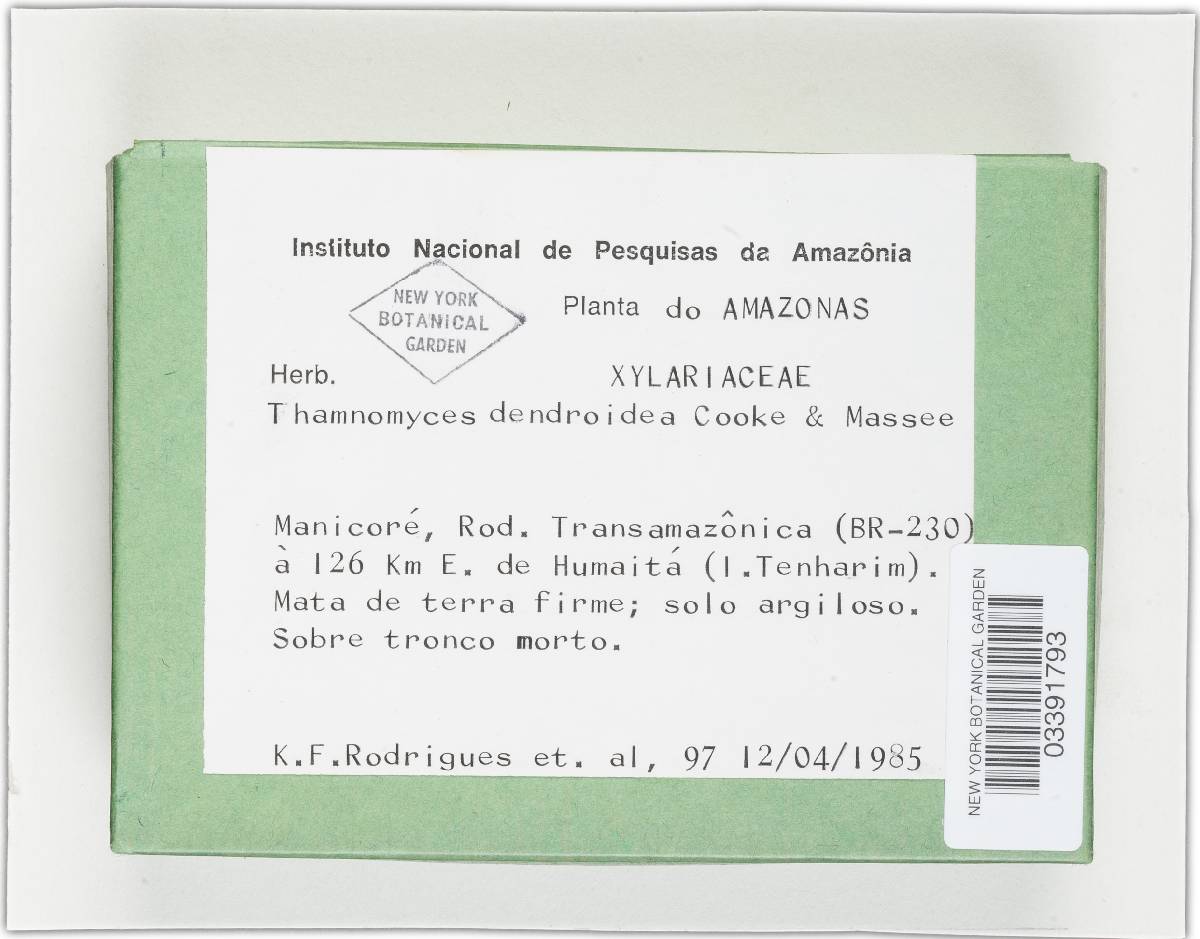 Instituto Nacional de Pesquisas da Amazônia
NEW YORK
BOTANICAL
GARDEN
Planta do AMAZONAS
Herb. XYLARIACEAE
Thamnomyces dendroidea Cooke & Massee
Manicoré, Rod. Transamazônica (BR-230)
à 126 Km E. de Humaitá (I.Tenharim).
Mata de terra firme; solo argiloso.
Sobre tronco morto.
K.F.Rodrigues et. al, 97 12/04/1985
NEW YORK BOTANICAL GARDEN
03391793